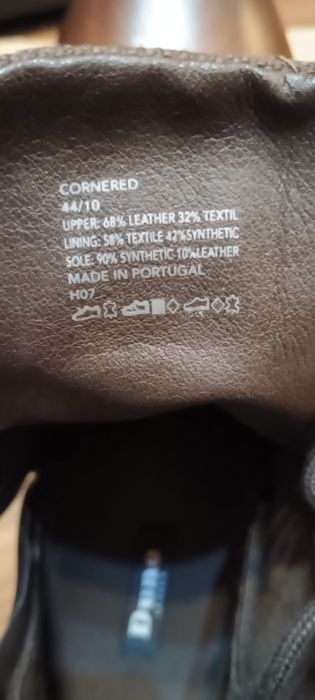 CORNERED
44/10
UPPER: 68% LEATHER 32% TEXTIL
LINING: 58% TEXTILE 42%SYNTHETIC
SOLE: 90% SYNTHETIC 10%LEATHER
MADE IN PORTUGAL
H07